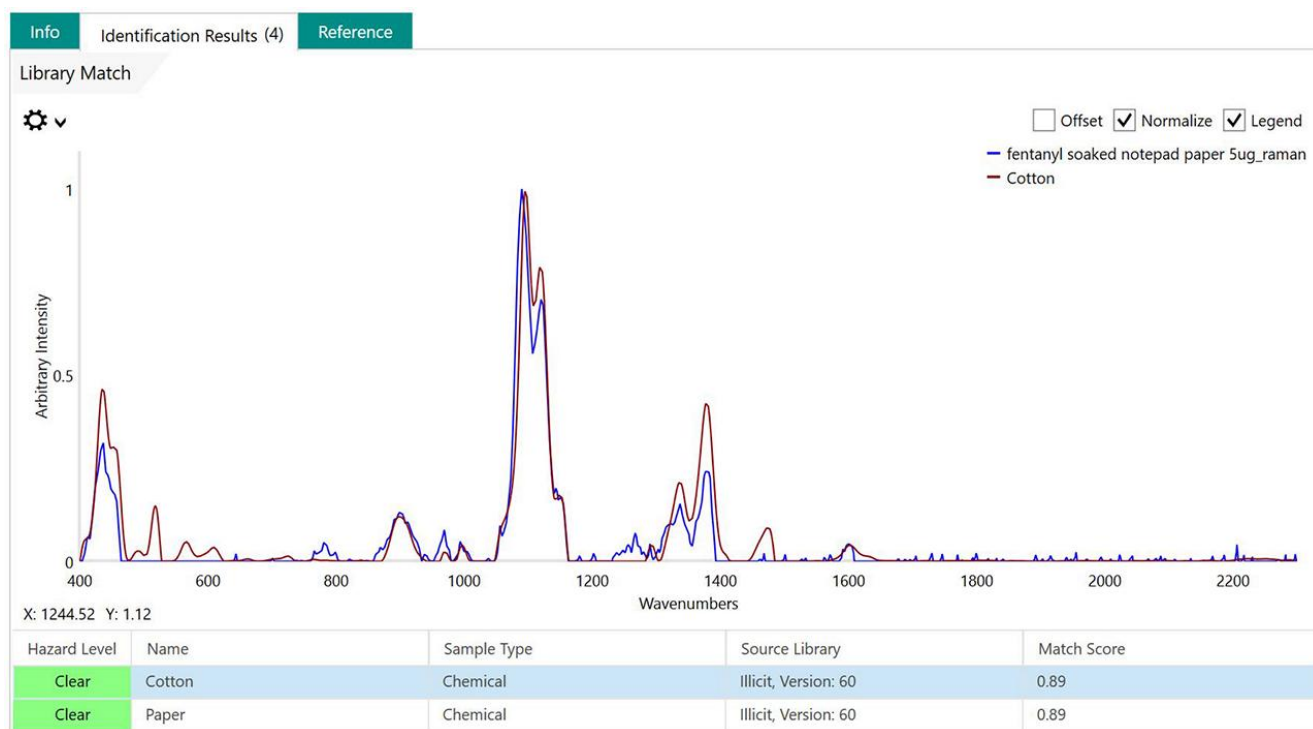 Info Identification Results (4) Reference
Library Match
Offset Normalize Legend
fentanyl soaked notepad paper 5ug_raman
Cotton
1
0.5
0
Arbitrary Intensity
400 600 800 1000 1200 1400 1600 1800 2000 2200
Wavenumbers
X: 1244.52 Y: 1.12
Hazard Level Name Sample Type Source Library Match Score
Clear Cotton Chemical Illicit, Version: 60 0.89
Clear Paper Chemical Illicit, Version: 60 0.89